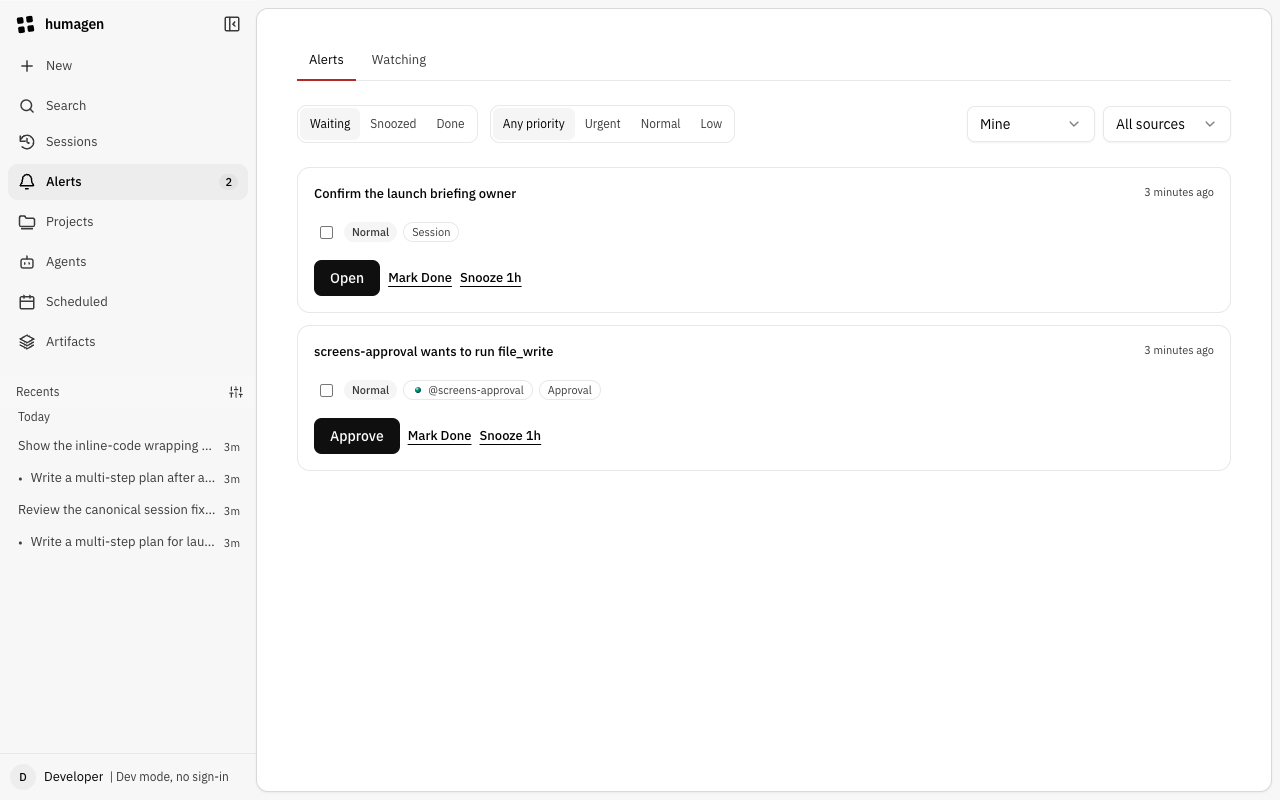 humagen
New
Search
Sessions
Alerts 2
Projects
Agents
Scheduled
Artifacts
Recents
Today
Show the inline-code wrapping ... 3m
• Write a multi-step plan after a... 3m
Review the canonical session fix... 3m
• Write a multi-step plan for lau... 3m
D Developer | Dev mode, no sign-in
Alerts Watching
Waiting Snoozed Done Any priority Urgent Normal Low Mine All sources
Confirm the launch briefing owner 3 minutes ago
Normal Session
Open Mark Done Snooze 1h
screens-approval wants to run file_write 3 minutes ago
Normal @screens-approval Approval
Approve Mark Done Snooze 1h